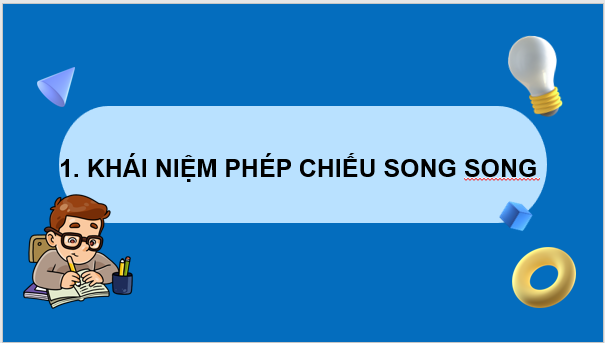 1. KHÁI NIỆM PHÉP CHIẾU SONG SONG